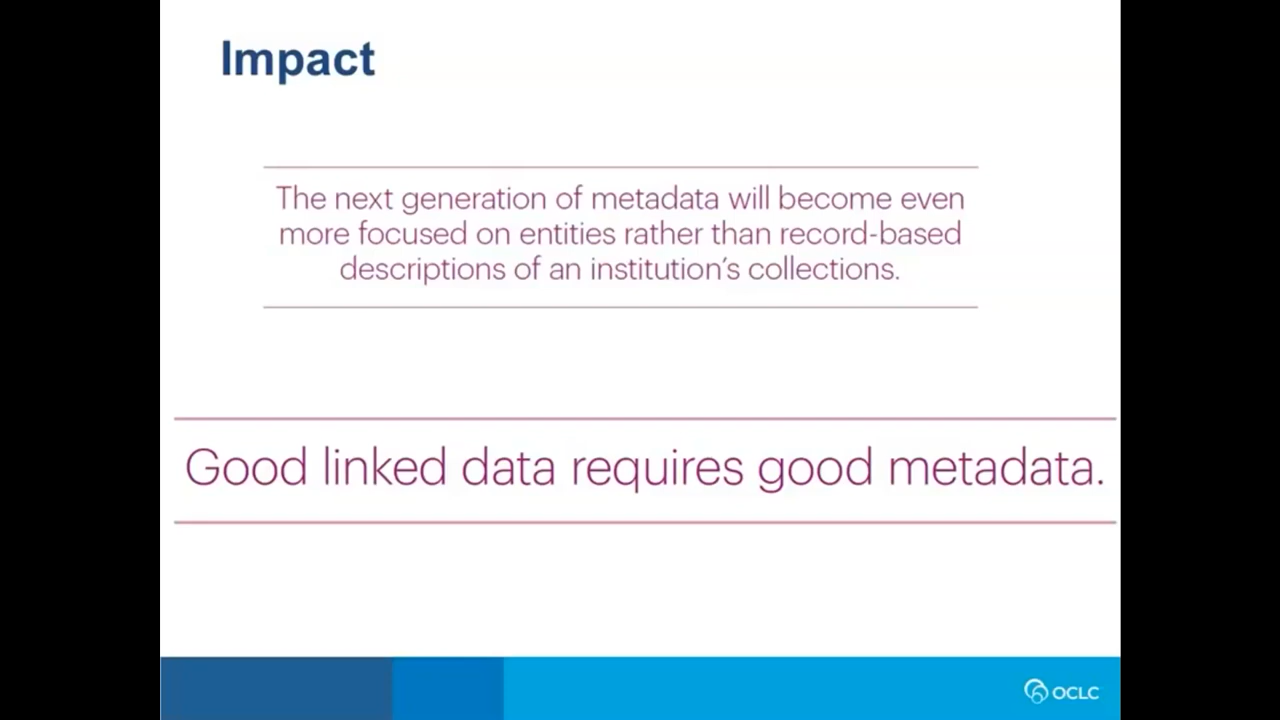 Impact
The next generation of metadata will become even
more focused on entities rather than record-based
descriptions of an institution's collections.
Good linked data requires good metadata.
OCLC